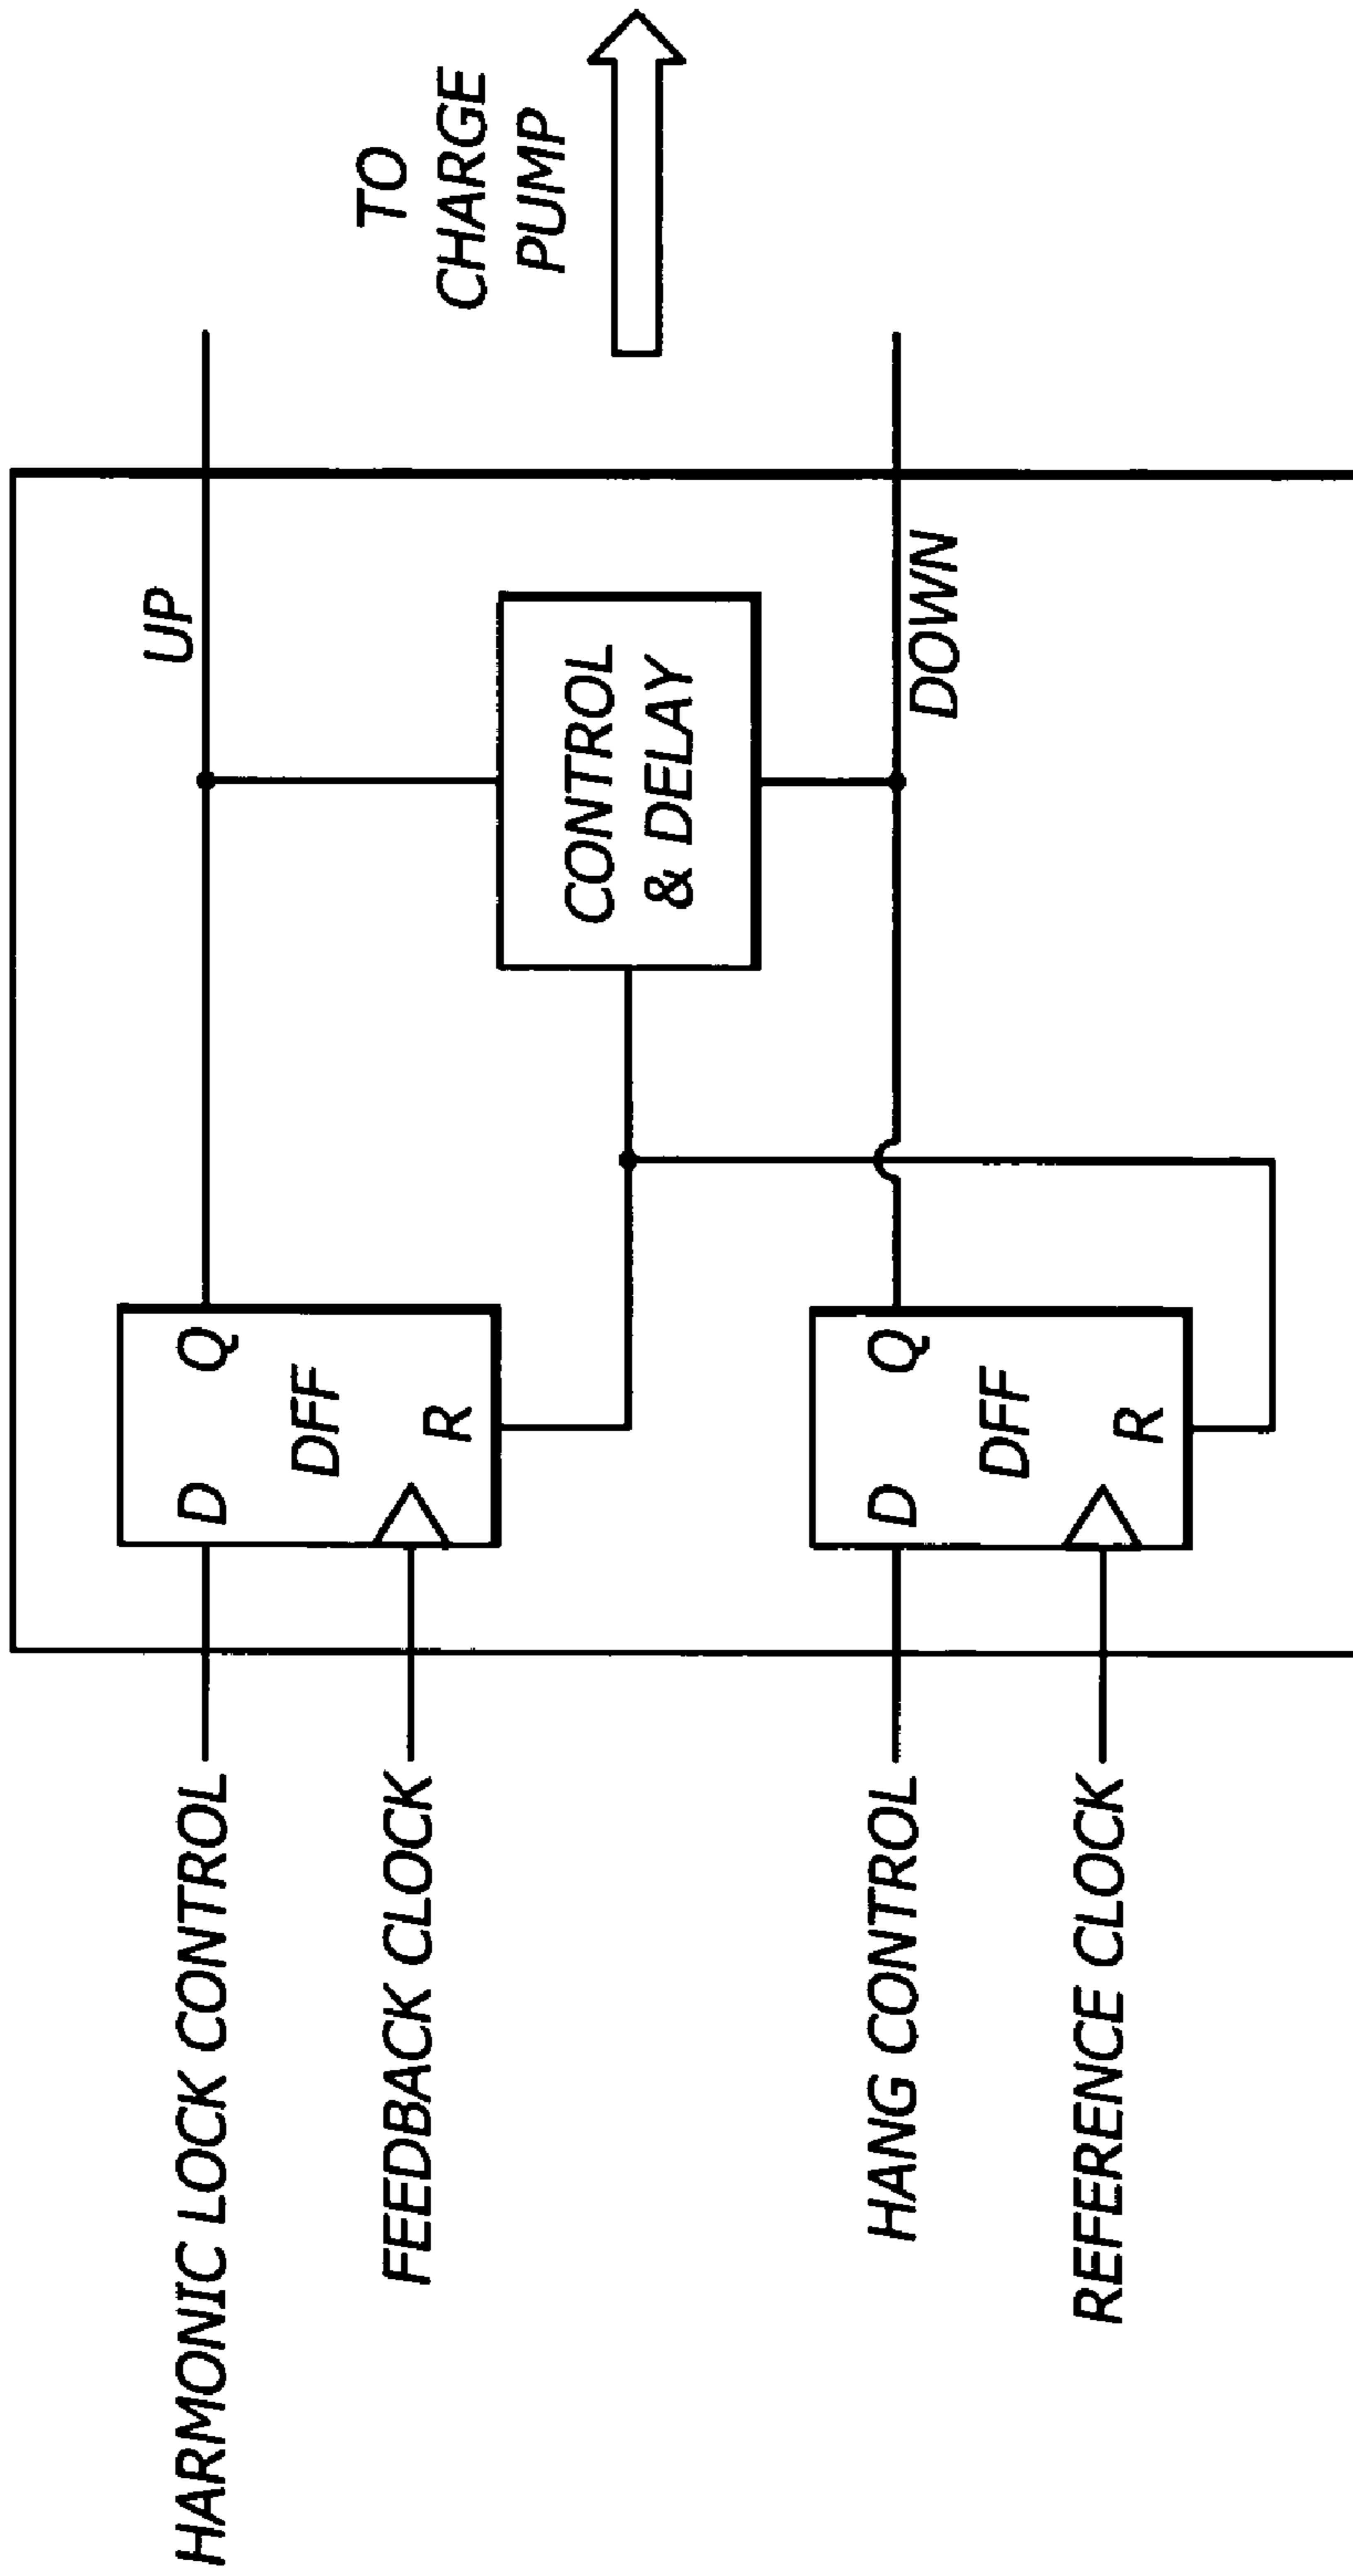 HARMONIC LOCK CONTROL
FEEDBACK CLOCK
HANG CONTROL
REFERENCE CLOCK
D
Q
DFF
R
D
Q
DFF
R
CONTROL
& DELAY
UP
DOWN
TO
CHARGE
PUMP